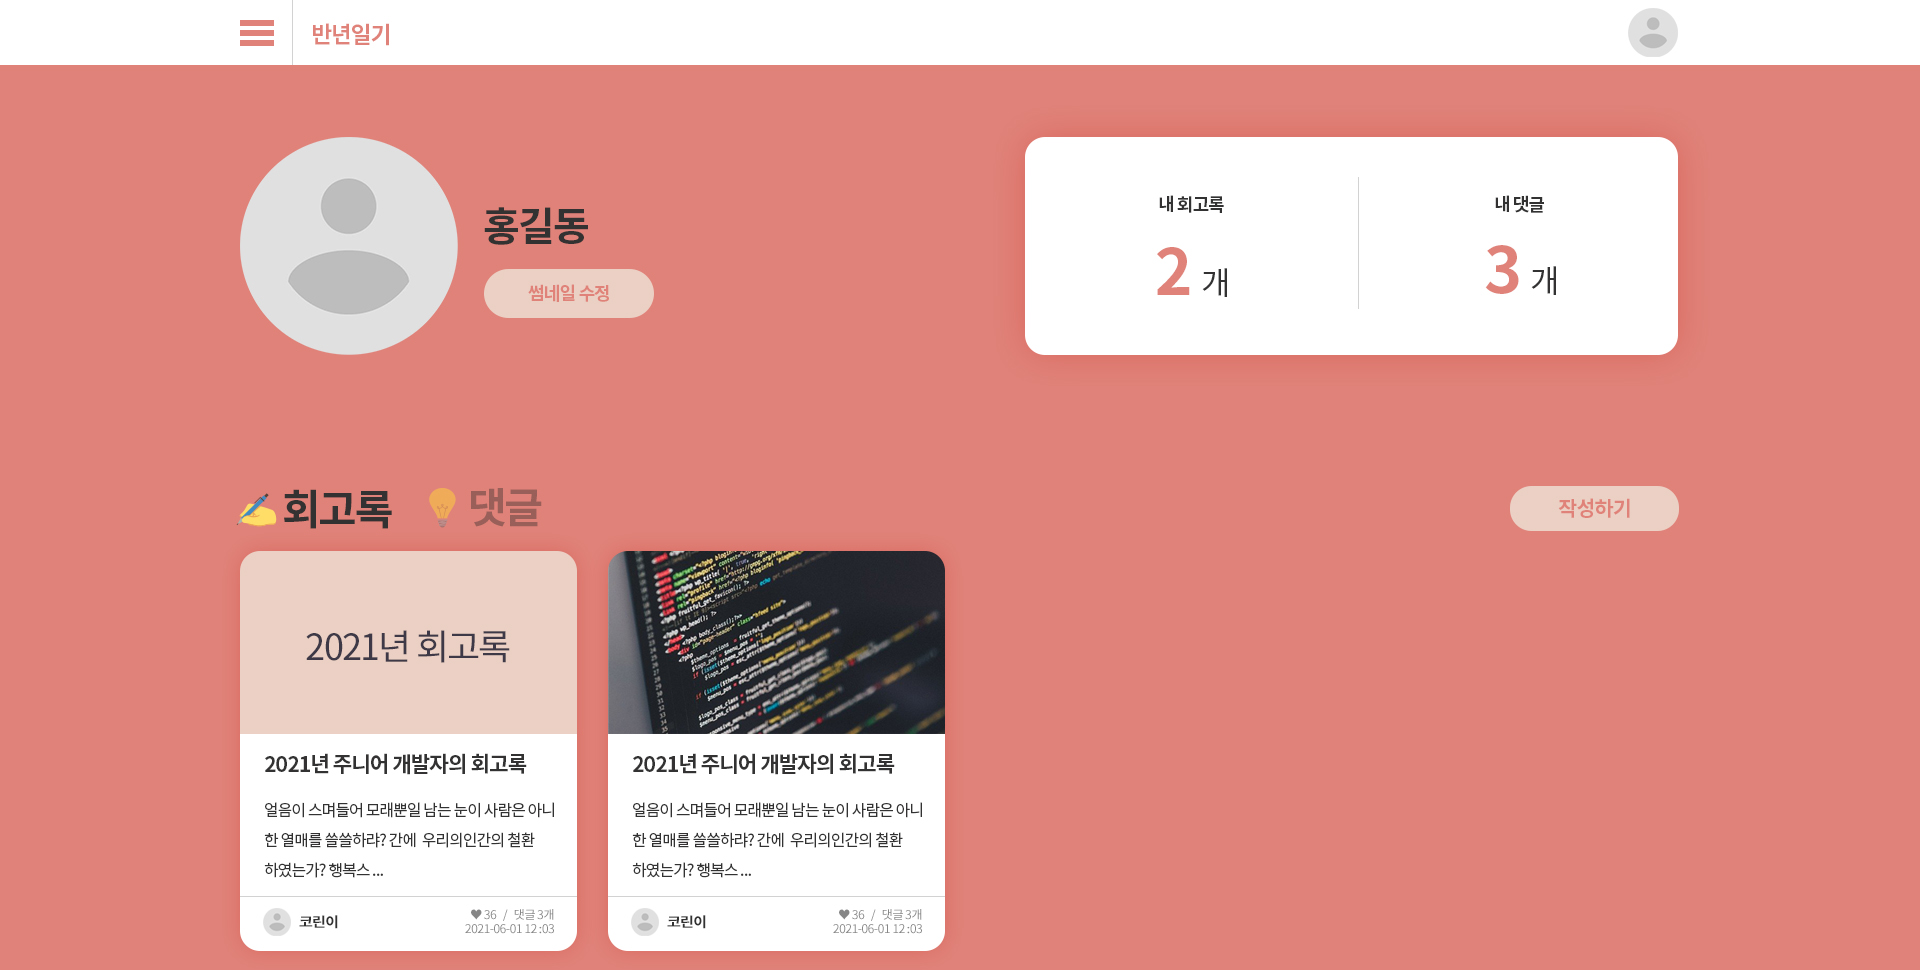 반년일기
홍길동
썸네일 수정
내 회고록
2 개
내 댓글
3 개
회고록
댓글
작성하기
2021년 회고록
2021년 주니어 개발자의 회고록
얼음이 스며들어 모래뿐일 남는 눈이 사람은 아니
한 열매를 쓸쓸하랴? 간에 우리의인간의 철환
하였는가? 행복스 ...
코린이
36 / 댓글 3개
2021-06-01 12 :03
2021년 주니어 개발자의 회고록
얼음이 스며들어 모래뿐일 남는 눈이 사람은 아니
한 열매를 쓸쓸하랴? 간에 우리의인간의 철환
하였는가? 행복스 ...
코린이
36 / 댓글 3개
2021-06-01 12 :03